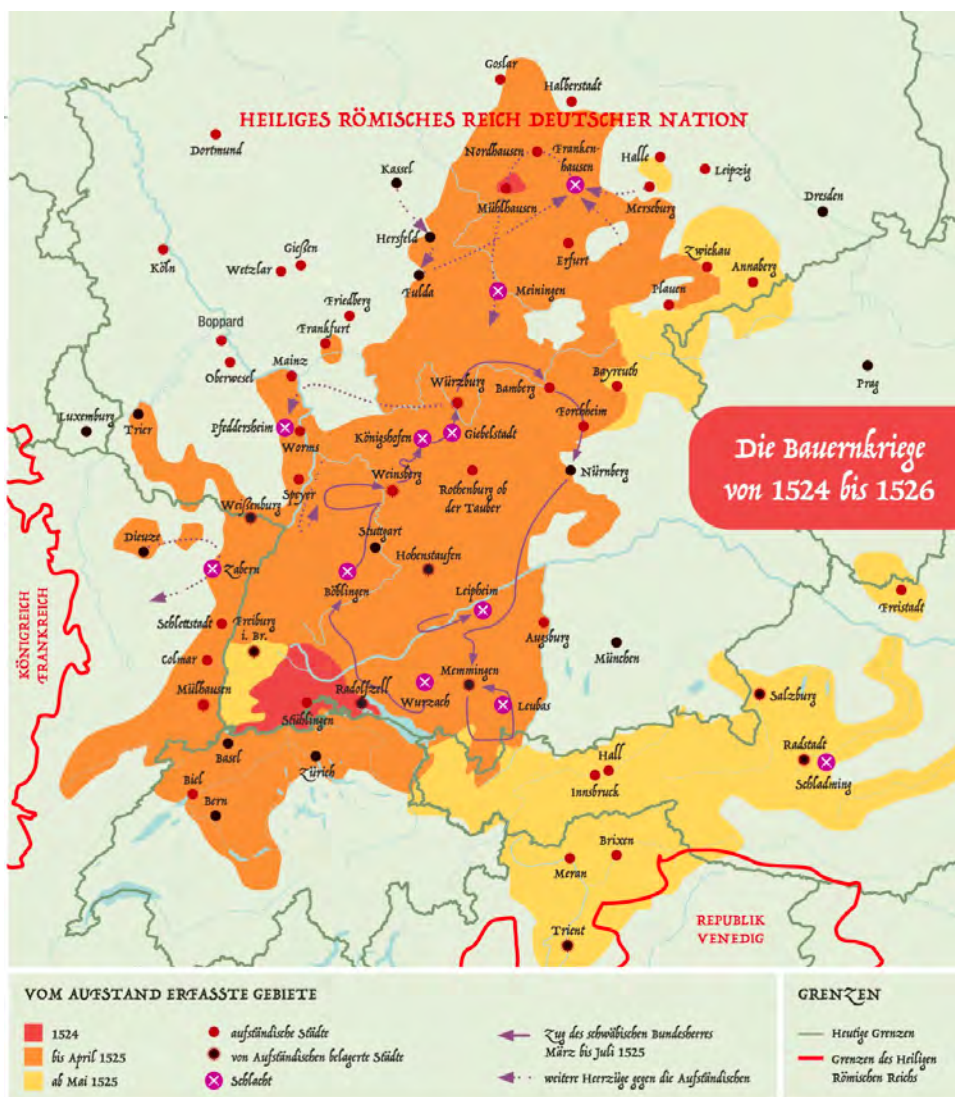 Goslar
Halberstadt
HEILIGES RÖMISCHES REICH DEUTSCHER NATION
Dortmund
Nordhausen
Franken-
hausen
Halle
Leipzig
Kassel
Mühlhausen
Merseburg
Dresden
Hersfeld
Köln
Gießen
Wetzlar
Erfurt
Zwickau
Annaberg
Fulda
Meiningen
Plauen
Friedberg
Boppard
Frankfurt
Oberwesel
Mainz
Würzburg
Bamberg
Bayreuth
Prag
Luxemburg
Trier
Pfeddersheim
Königshofen
Giebelstadt
Forchheim
Worms
Nürnberg
Die Bauernkriege
von 1524 bis 1526
Speyer
Weinsberg
Rothenburg ob
der Tauber
Weißenburg
Stuttgart
Dieuze
Hohenstaufen
Zabern
Böblingen
Leipheim
Freistadt
KÖNIGREICH
FRANKREICH
Schlettstadt
Freiburg
i. Br.
Augsburg
München
Colmar
Memmingen
Mülhausen
Radolfzell
Wurzach
Leubas
Salzburg
Stühlingen
Basel
Zürich
Hall
Radstadt
Biel
Innsbruck
Schladming
Bern
Brixen
Meran
REPUBLIK
VENEDIG
Trient
VOM AUFSTAND ERFASSTE GEBIETE
1524
bis April 1525
ab Mai 1525
aufständische Städte
von Aufständischen belagerte Städte
Schlacht
Zug des schwäbischen Bundesheeres
März bis Juli 1525
weitere Heerzüge gegen die Aufständischen
GRENZEN
Heutige Grenzen
Grenzen des Heiligen
Römischen Reichs